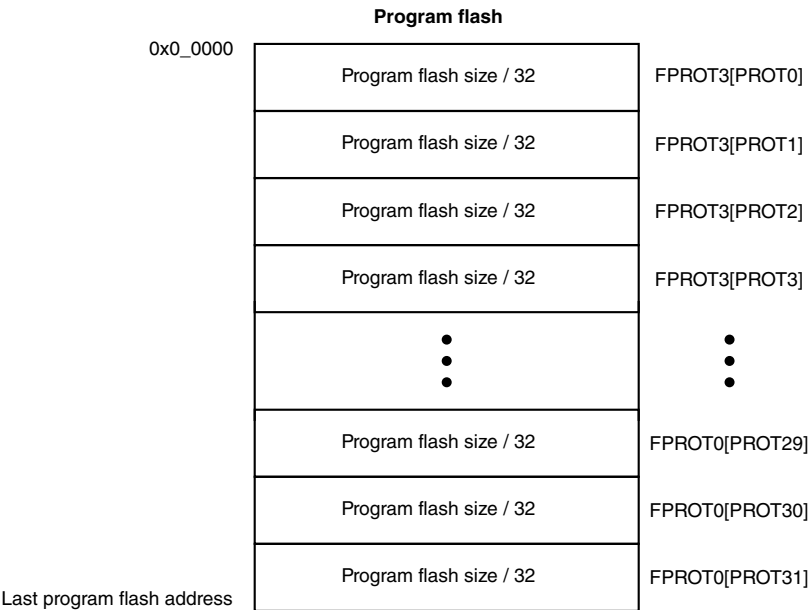 Program flash
0x0_0000
Program flash size / 32 FPROT3[PROT0]
Program flash size / 32 FPROT3[PROT1]
Program flash size / 32 FPROT3[PROT2]
Program flash size / 32 FPROT3[PROT3]
Program flash size / 32 FPROT0[PROT29]
Program flash size / 32 FPROT0[PROT30]
Program flash size / 32 FPROT0[PROT31]
Last program flash address